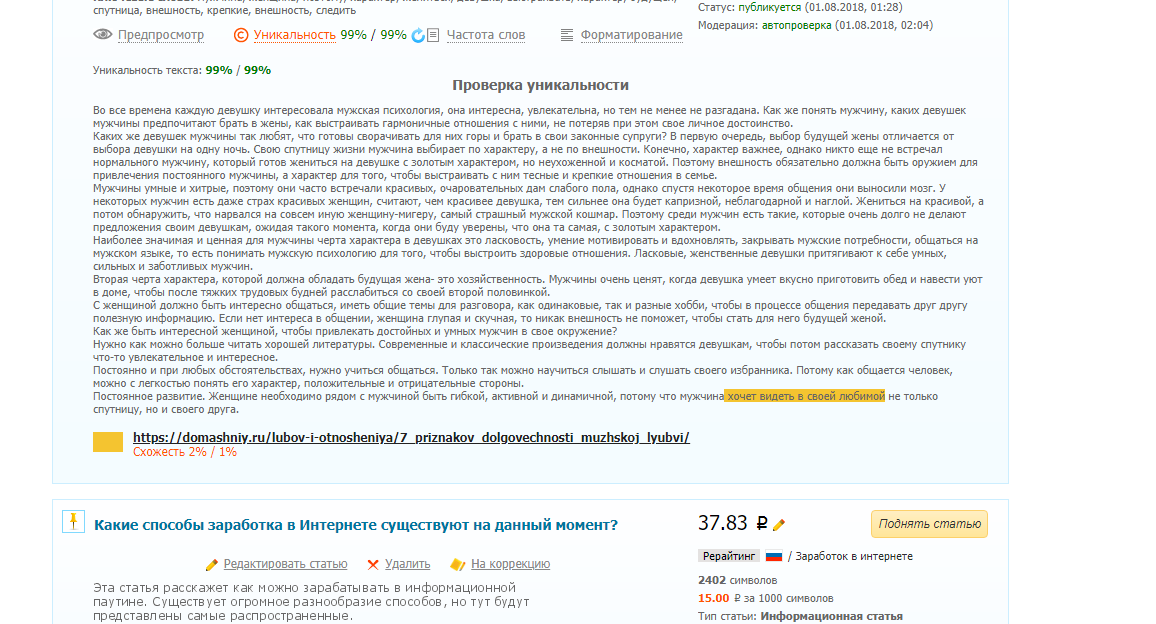 спутница, внешность, крепкие, внешность, следить
Статус: публикуется (01.08.2018, 01:28)
Модерация: автопроверка (01.08.2018, 02:04)
Предпросмотр Уникальность 99% / 99% Частота слов Форматирование
Уникальность текста: 99% / 99%
Проверка уникальности
Во все времена каждую девушку интересовала мужская психология, она интересна, увлекательна, но тем не менее не разгадана. Как же понять мужчину, каких девушек
мужчины предпочитают брать в жены, как выстраивать гармоничные отношения с ними, не потеряв при этом свое личное достоинство.
Каких же девушек мужчины так любят, что готовы сворачивать для них горы и брать в свои законные супруги? В первую очередь, выбор будущей жены отличается от
выбора девушки на одну ночь. Свою спутницу жизни мужчина выбирает по характеру, а не по внешности. Конечно, характер важнее, однако никто еще не встречал
нормального мужчину, который готов жениться на девушке с золотым характером, но неухоженной и косматой. Поэтому внешность обязательно должна быть оружием для
привлечения постоянного мужчины, а характер для того, чтобы выстраивать с ним тесные и крепкие отношения в семье.
Мужчины умные и хитрые, поэтому они часто встречали красивых, очаровательных дам слабого пола, однако спустя некоторое время общения они выносили мозг. У
некоторых мужчин есть даже страх красивых женщин, считают, чем красивее девушка, тем сильнее она будет капризной, неблагодарной и наглой. Жениться на красивой, а
потом обнаружить, что нарвался на совсем иную женщину-мигеру, самый страшный мужской кошмар. Поэтому среди мужчин есть такие, которые очень долго не делают
предложения своим девушкам, ожидая такого момента, когда они буду уверены, что она та самая, с золотым характером.
Наиболее значимая и ценная для мужчины черта характера в девушках это ласковость, умение мотивировать и вдохновлять, закрывать мужские потребности, общаться на
мужском языке, то есть понимать мужскую психологию для того, чтобы выстроить здоровые отношения. Ласковые, женственные девушки притягивают к себе умных,
сильных и заботливых мужчин.
Вторая черта характера, которой должна обладать будущая жена- это хозяйственность. Мужчины очень ценят, когда девушка умеет вкусно приготовить обед и навести уют
в доме, чтобы после тяжких трудовых будней расслабиться со своей второй половинкой.
С женщиной должно быть интересно общаться, иметь общие темы для разговора, как одинаковые, так и разные хобби, чтобы в процессе общения передавать друг другу
полезную информацию. Если нет интереса в общении, женщина глупая и скучная, то никак внешность не поможет, чтобы стать для него будущей женой.
Как же быть интересной женщиной, чтобы привлекать достойных и умных мужчин в свое окружение?
Нужно как можно больше читать хорошей литературы. Современные и классические произведения должны нравятся девушкам, чтобы потом рассказать своему спутнику
что-то увлекательное и интересное.
Постоянно и при любых обстоятельствах, нужно учиться общаться. Только так можно научиться слышать и слушать своего избранника. Потому как общается человек,
можно с легкостью понять его характер, положительные и отрицательные стороны.
Постоянное развитие. Женщине необходимо рядом с мужчиной быть гибкой, активной и динамичной, потому что мужчина хочет видеть в своей любимой не только
спутницу, но и своего друга.
https://domashniy.ru/lubov-i-otnosheniya/7_priznakov_dolgovechnosti_muzhskoj_lyubvi/
Схожесть 2% / 1%
Какие способы заработка в Интернете существуют на данный момент?
37.83 ₽
Поднять статью
Редактировать статью Удалить На коррекцию
Рерайтинг / Заработок в интернете
Эта статья расскажет как можно зарабатывать в информационной
паутине. Существует огромное разнообразие способов, но тут будут
представлены самые распространенные.
2402 символов
15.00 ₽ за 1000 символов
Тип статьи: Информационная статья